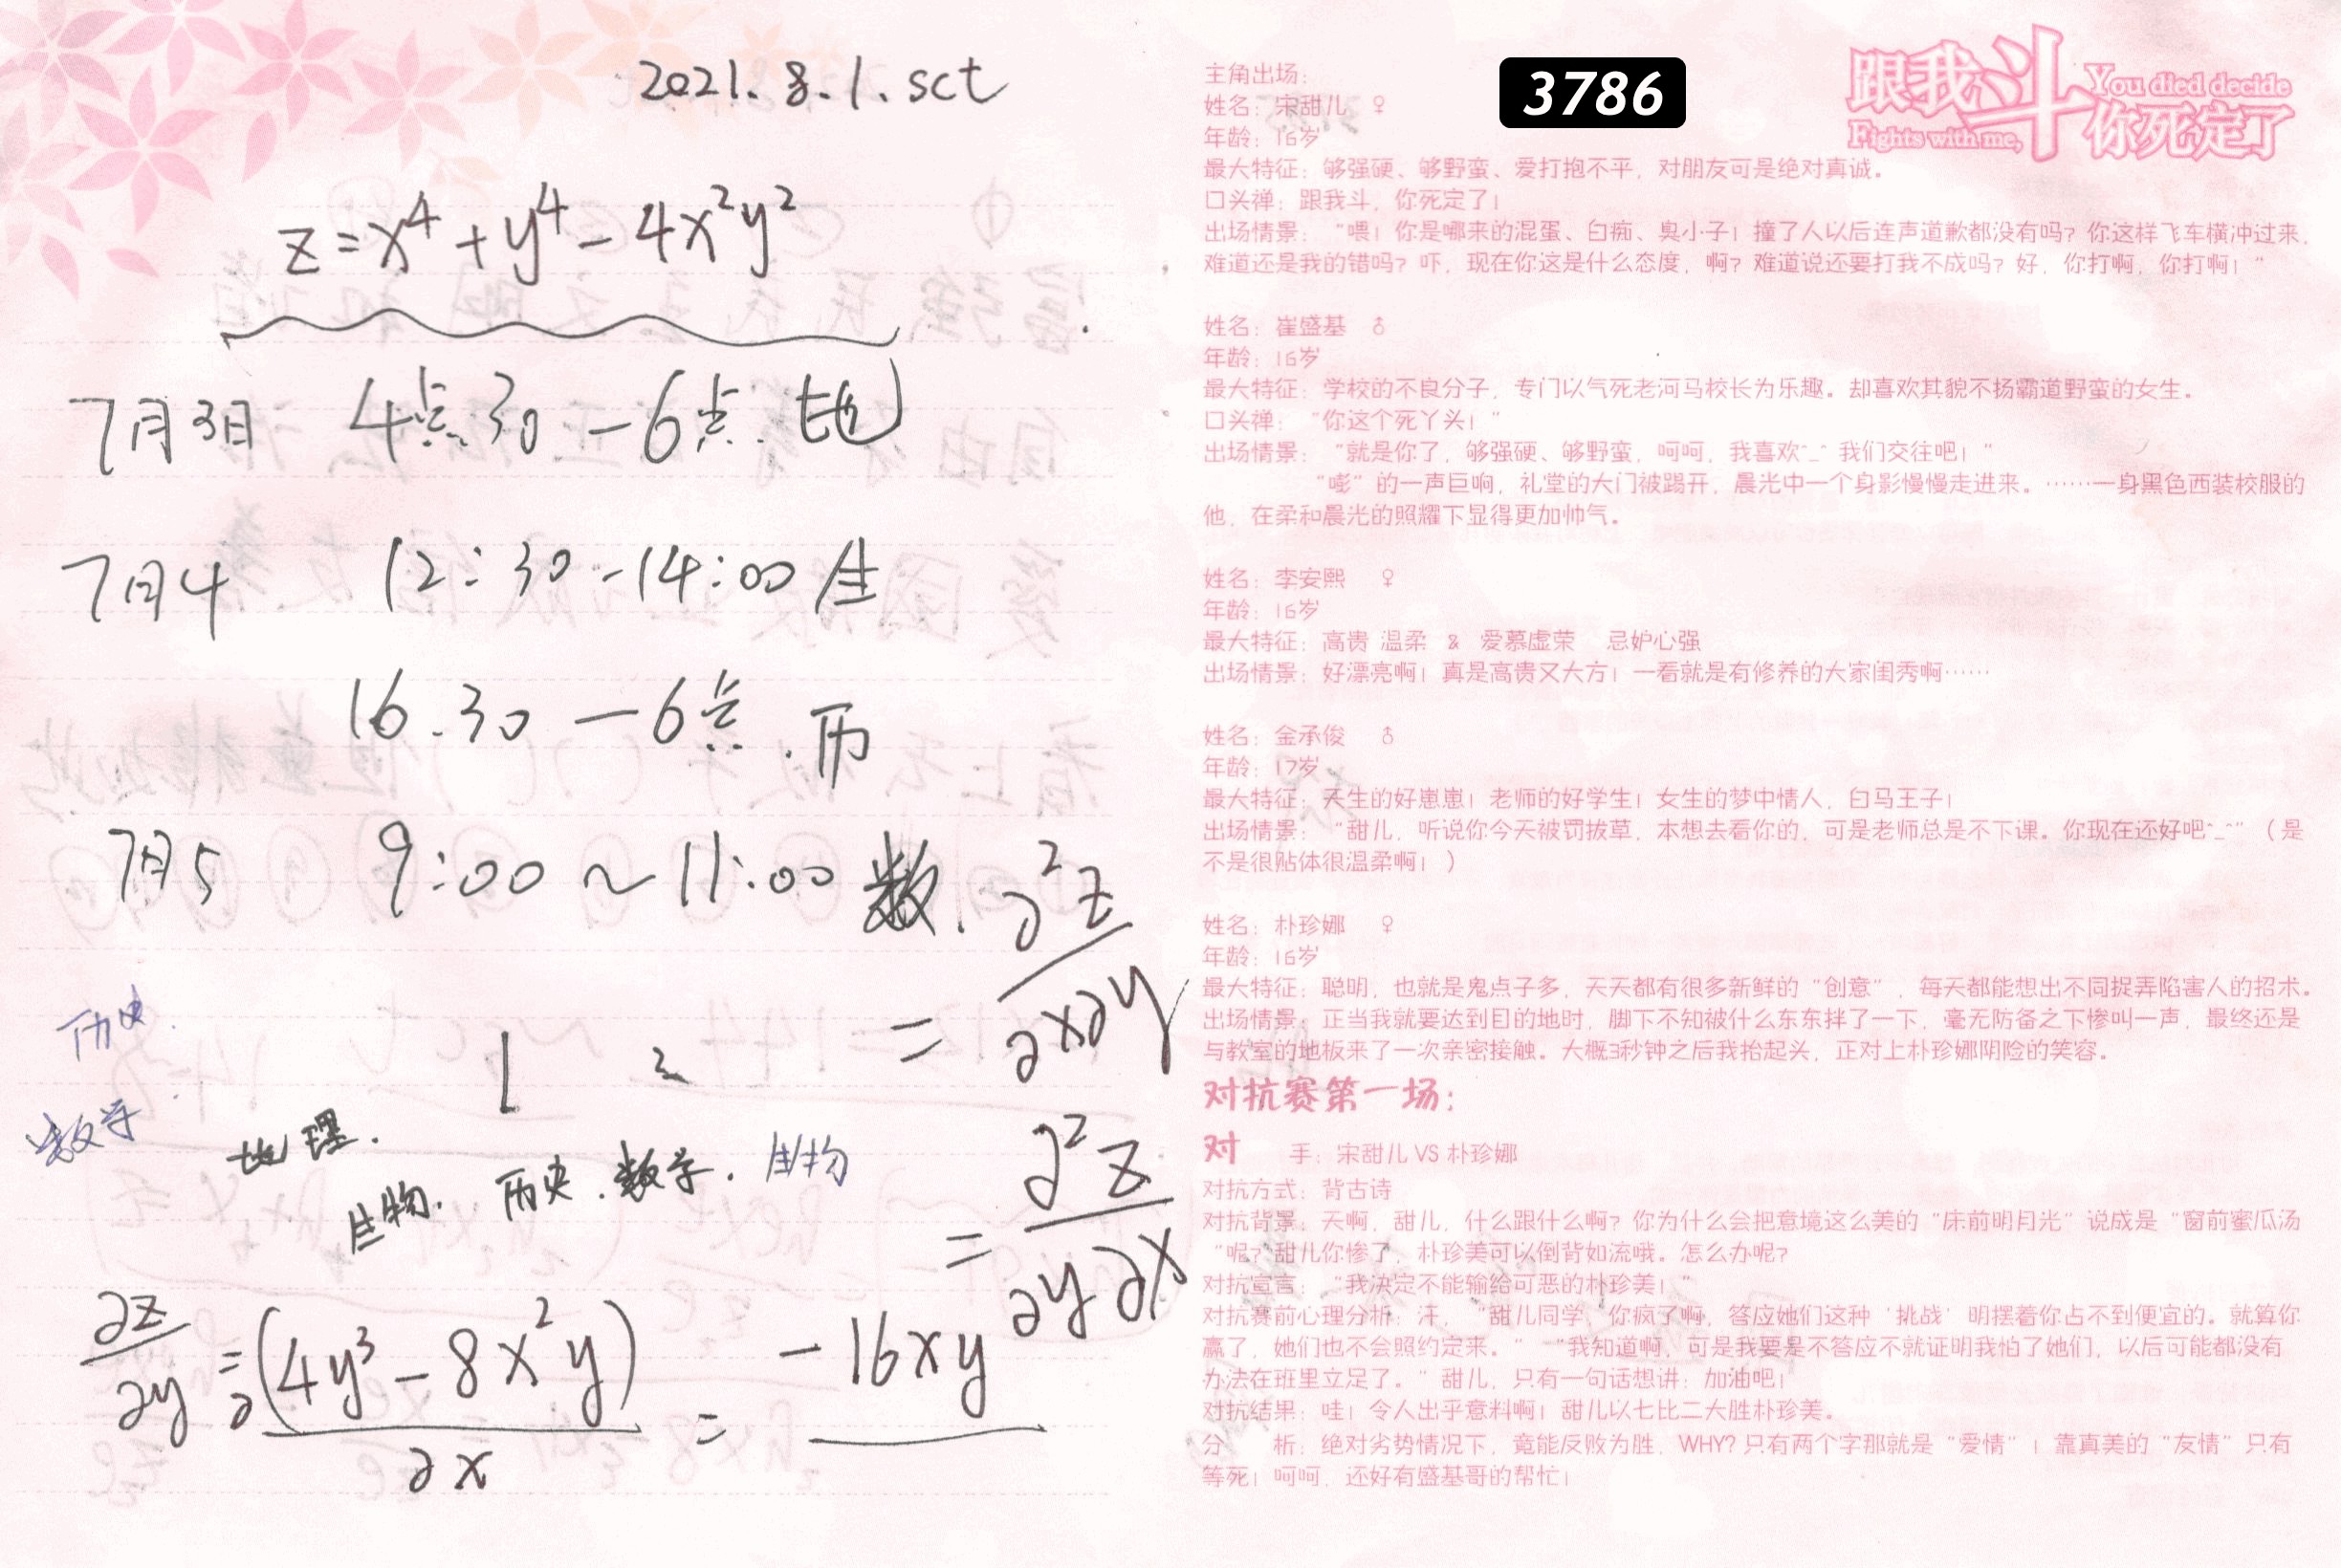 2021.8.1.sct
z=x⁴+y⁴-4x²y²
7月3日 4点30-6点 地
7月4 12:30-14:00 生
16.30-6点.历
7月5 9:00~11:00 数.
历史.
数学
1 2
地理.
生物. 历史. 数学. 生物
= ∂²z/∂x∂y
= ∂²z/∂y∂x
∂z/∂y = ∂(4y³-8x²y)/∂x = -16xy
3786
跟我斗 你死定了
You died decide
Fights with me,
主角出场:
姓名:宋甜儿 ♀
年龄:16岁
最大特征:够强硬、够野蛮、爱打抱不平,对朋友可是绝对真诚。
口头禅:跟我斗,你死定了!
出场情景:“喂!你是哪来的混蛋、白痴、臭小子!撞了人以后连声道歉都没有吗?你这样飞车横冲过来,
难道还是我的错吗?吓,现在你这是什么态度,啊?难道说还要打我不成吗?好,你打啊,你打啊!”
姓名:崔盛基 ♂
年龄:16岁
最大特征:学校的不良分子,专门以气死老河马校长为乐趣。却喜欢其貌不扬霸道野蛮的女生。
口头禅:“你这个死丫头!”
出场情景:“就是你了,够强硬、够野蛮,呵呵,我喜欢^_^ 我们交往吧!”
“嘭”的一声巨响,礼堂的大门被踢开,晨光中一个身影慢慢走进来。……一身黑色西装校服的
他,在柔和晨光的照耀下显得更加帅气。
姓名:李安熙 ♀
年龄:16岁
最大特征:高贵 温柔 & 爱慕虚荣 忌妒心强
出场情景:好漂亮啊!真是高贵又大方!一看就是有修养的大家闺秀啊……
姓名:金承俊 ♂
年龄:17岁
最大特征:天生的好崽崽!老师的好学生!女生的梦中情人,白马王子!
出场情景:“甜儿,听说你今天被罚拔草,本想去看你的,可是老师总是不下课。你现在还好吧^_^”(是
不是很贴体很温柔啊!)
姓名:朴珍娜 ♀
年龄:16岁
最大特征:聪明,也就是鬼点子多,天天都有很多新鲜的“创意”,每天都能想出不同捉弄陷害人的招术。
出场情景:正当我就要达到目的地时,脚下不知被什么东东拌了一下,毫无防备之下惨叫一声,最终还是
与教室的地板来了一次亲密接触。大概3秒钟之后我抬起头,正对上朴珍娜阴险的笑容。
对抗赛第一场:
对 手:宋甜儿 VS 朴珍娜
对抗方式:背古诗
对抗背景:天啊,甜儿,什么跟什么啊?你为什么会把意境这么美的“床前明月光”说成是“窗前蜜瓜汤
“呢?甜儿你惨了,朴珍美可以倒背如流哦。怎么办呢?
对抗宣言:“我决定不能输给可恶的朴珍美!”
对抗赛前心理分析:汗,“甜儿同学,你疯了啊,答应她们这种‘挑战’明摆着你占不到便宜的。就算你
赢了,她们也不会照约定来。” “我知道啊,可是我要是不答应不就证明我怕了她们,以后可能都没有
办法在班里立足了。”甜儿,只有一句话想讲:加油吧!
对抗结果:哇!令人出乎意料啊!甜儿以七比二大胜朴珍美。
分 析:绝对劣势情况下,竟能反败为胜,WHY?只有两个字那就是“爱情”!靠真美的“友情”只有
等死!呵呵,还好有盛基哥的帮忙!